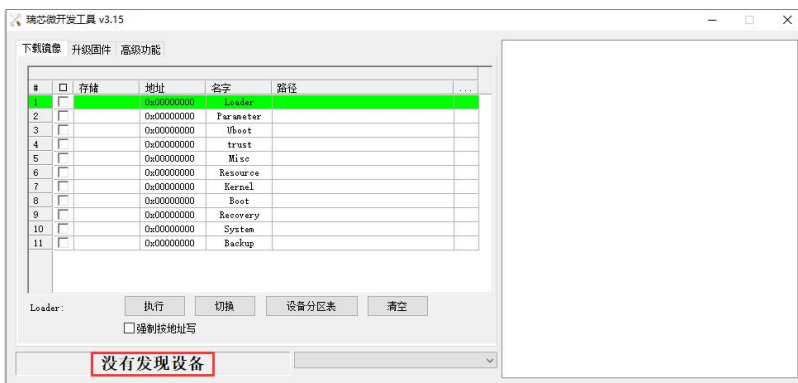 瑞芯微开发工具 v3.15
下载镜像 升级固件 高级功能
# 存储 地址 名字 路径 ...
1 0x00000000 Loader
2 0x00000000 Parameter
3 0x00000000 Uboot
4 0x00000000 trust
5 0x00000000 Misc
6 0x00000000 Resource
7 0x00000000 Kernel
8 0x00000000 Boot
9 0x00000000 Recovery
10 0x00000000 System
11 0x00000000 Backup
Loader: 执行 切换 设备分区表 清空
强制按地址写
没有发现设备